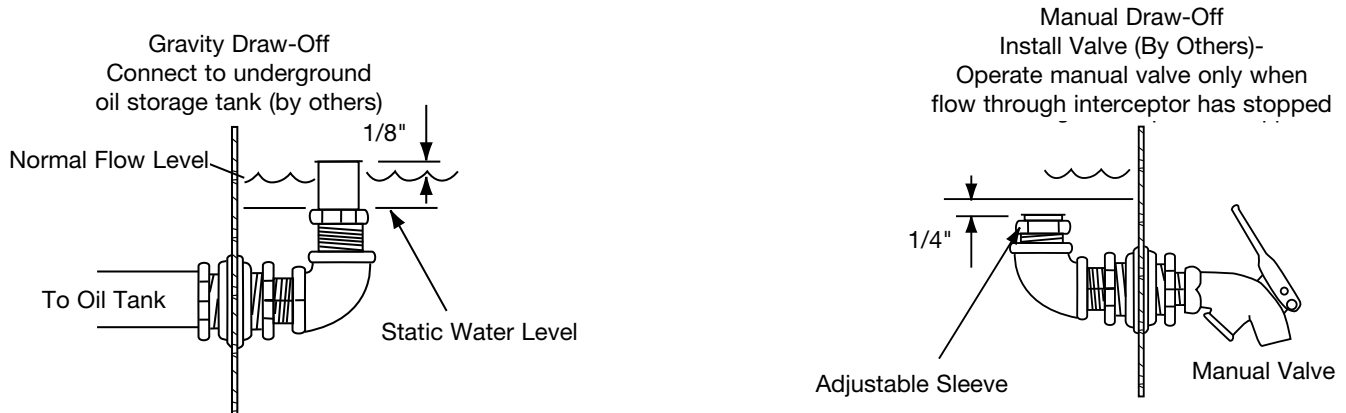 Gravity Draw-Off
Connect to underground
oil storage tank (by others)
1/8"
Normal Flow Level
To Oil Tank
Static Water Level
Manual Draw-Off
Install Valve (By Others)-
Operate manual valve only when
flow through interceptor has stopped
1/4"
Adjustable Sleeve
Manual Valve